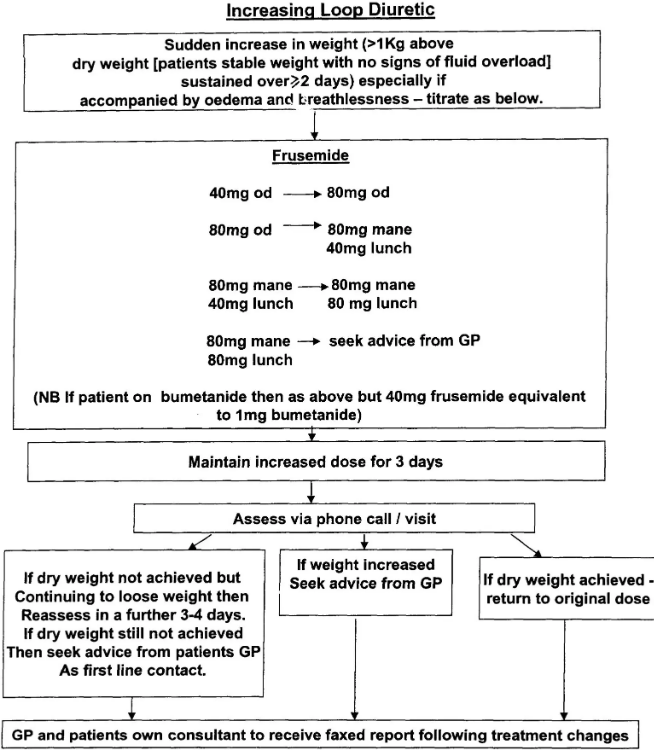 Increasing Loop Diuretic
Sudden increase in weight (>1Kg above
dry weight [patients stable weight with no signs of fluid overload]
sustained over≥2 days) especially if
accompanied by oedema and breathlessness – titrate as below.
Frusemide
40mg od → 80mg od
80mg od → 80mg mane
40mg lunch
80mg mane → 80mg mane
40mg lunch 80 mg lunch
80mg mane → seek advice from GP
80mg lunch
(NB If patient on bumetanide then as above but 40mg frusemide equivalent
to 1mg bumetanide)
Maintain increased dose for 3 days
Assess via phone call / visit
If dry weight not achieved but
Continuing to loose weight then
Reassess in a further 3-4 days.
If dry weight still not achieved
Then seek advice from patients GP
As first line contact.
If weight increased
Seek advice from GP
If dry weight achieved -
return to original dose
GP and patients own consultant to receive faxed report following treatment changes